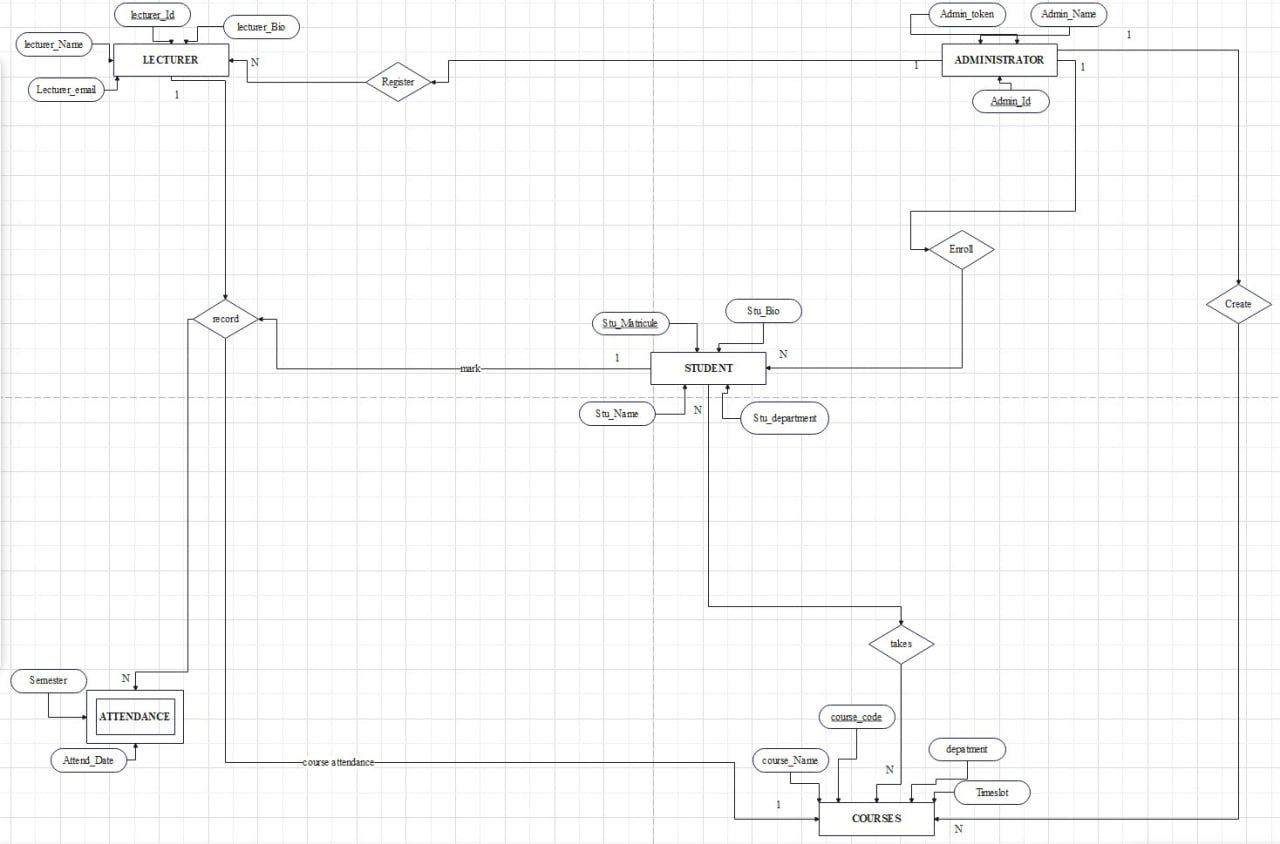 lecturer_Id
Admin_token
Admin_Name
lecturer_Bio
1
lecturer_Name
LECTURER
N
1
ADMINISTRATOR
1
Register
Lecturer_email
1
Admin_Id
Enroll
Create
Stu_Bio
record
Stu_Matricule
1
N
mark
STUDENT
Stu_Name
N
Stu_department
takes
Semester
N
ATTENDANCE
course_code
depatment
Attend_Date
course attendance
course_Name
N
Timeslot
1
COURSES
N